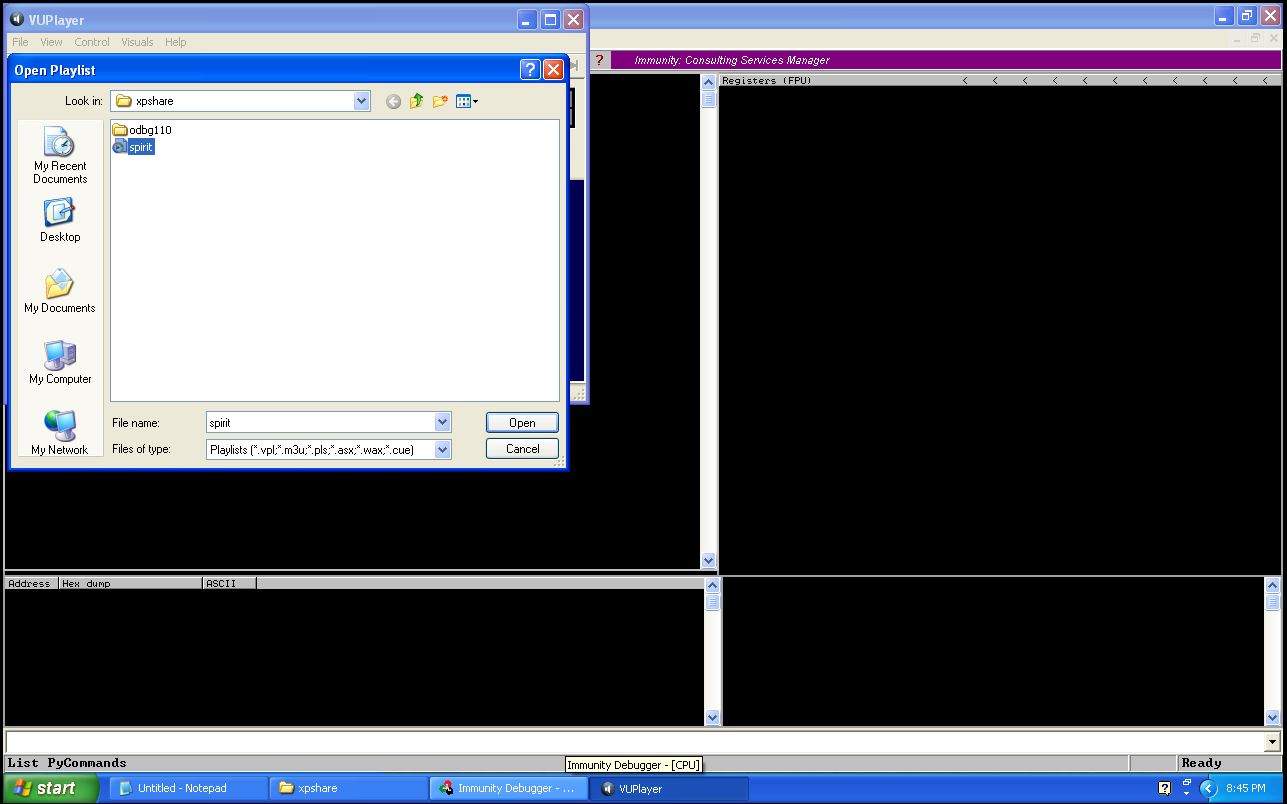 VUPlayer
File View Control Visuals Help
? Immunity: Consulting Services Manager
Open Playlist
Look in: xpshare
Registers (FPU) < < < < < < < < < < <
odbg110
spirit
My Recent
Documents
Desktop
My Documents
My Computer
My Network
File name: spirit Open
Files of type: Playlists (*.vpl;*.m3u;*.pls;*.asx;*.wax;*.cue) Cancel
Address Hex dump ASCII
List PyCommands
Immunity Debugger - [CPU]
Ready
start
Untitled - Notepad
xpshare
Immunity Debugger - ...
VUPlayer
8:45 PM